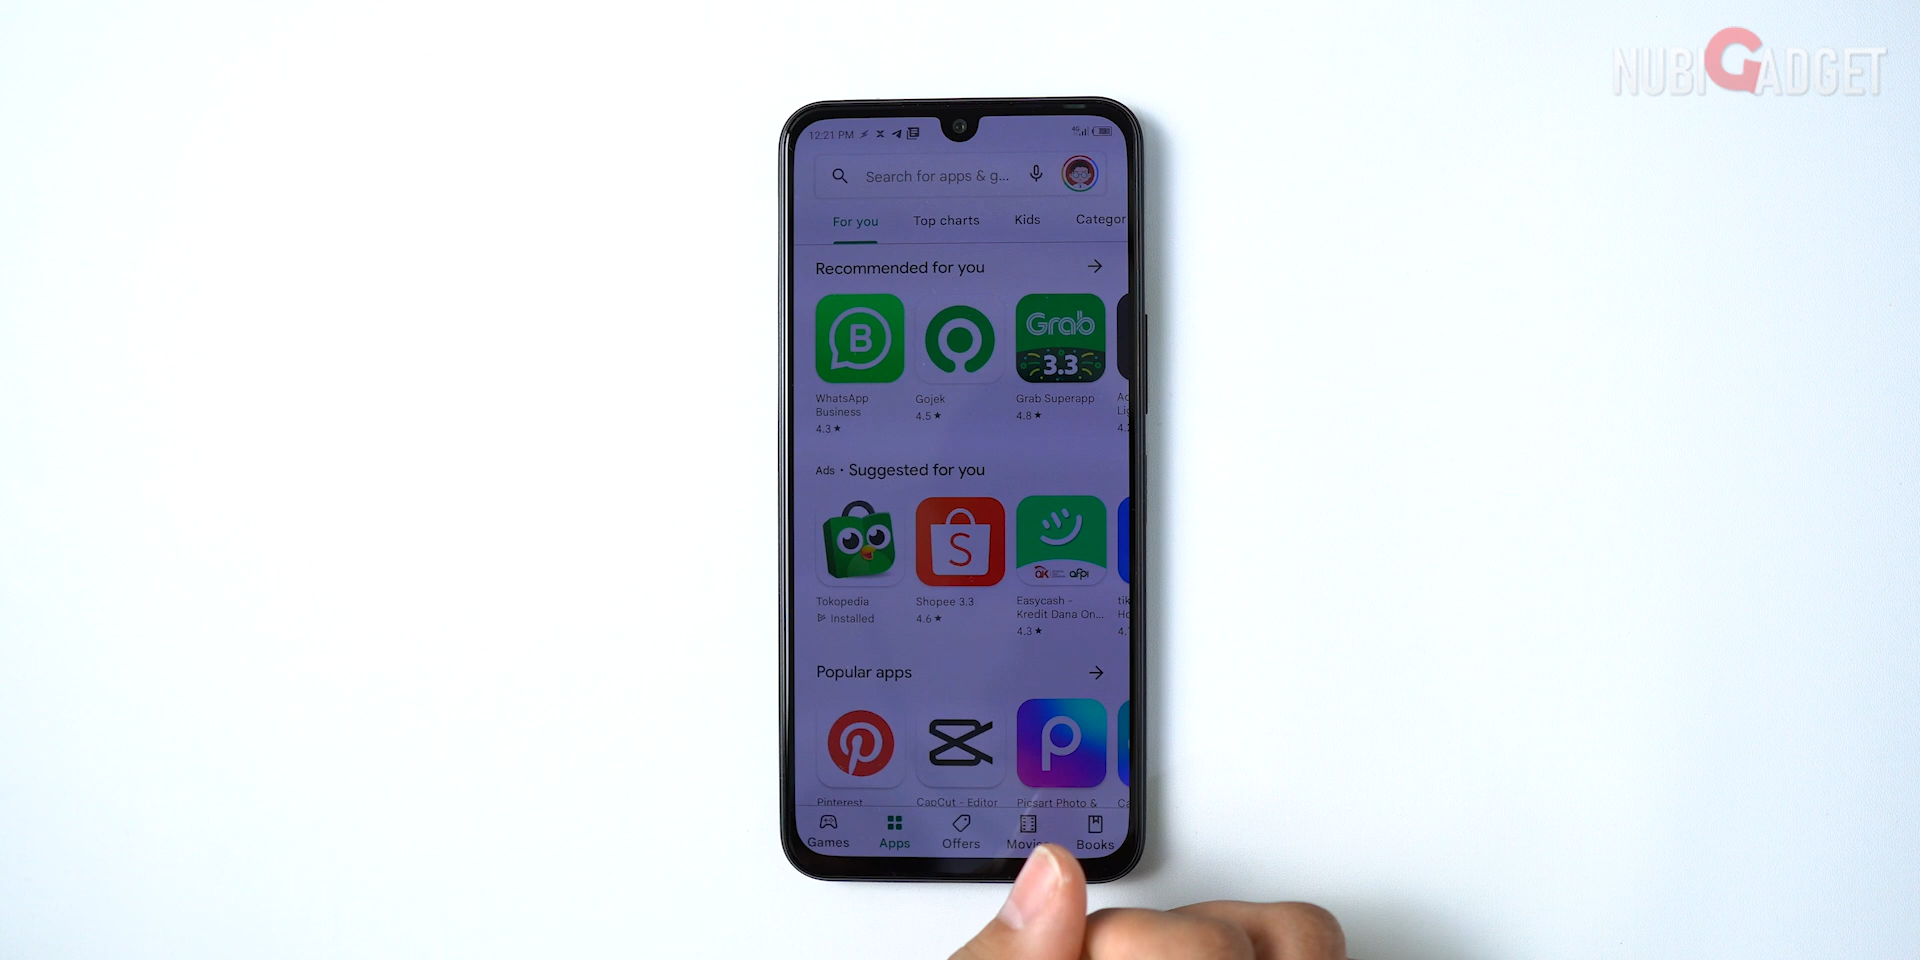 NUBIGADGET
12:21 PM
4G
Search for apps & g...
For you Top charts Kids Categor
Recommended for you
B
Grab
3.3
WhatsApp Business
4.3★
Gojek
4.5★
Grab Superapp
4.8★
Ads • Suggested for you
S
afpi
Tokopedia
Installed
Shopee 3.3
4.6★
Easycash -
Kredit Dana On...
4.3★
Popular apps
Pinterest
CapCut - Editor
Picsart Photo &
Games Apps Offers Books